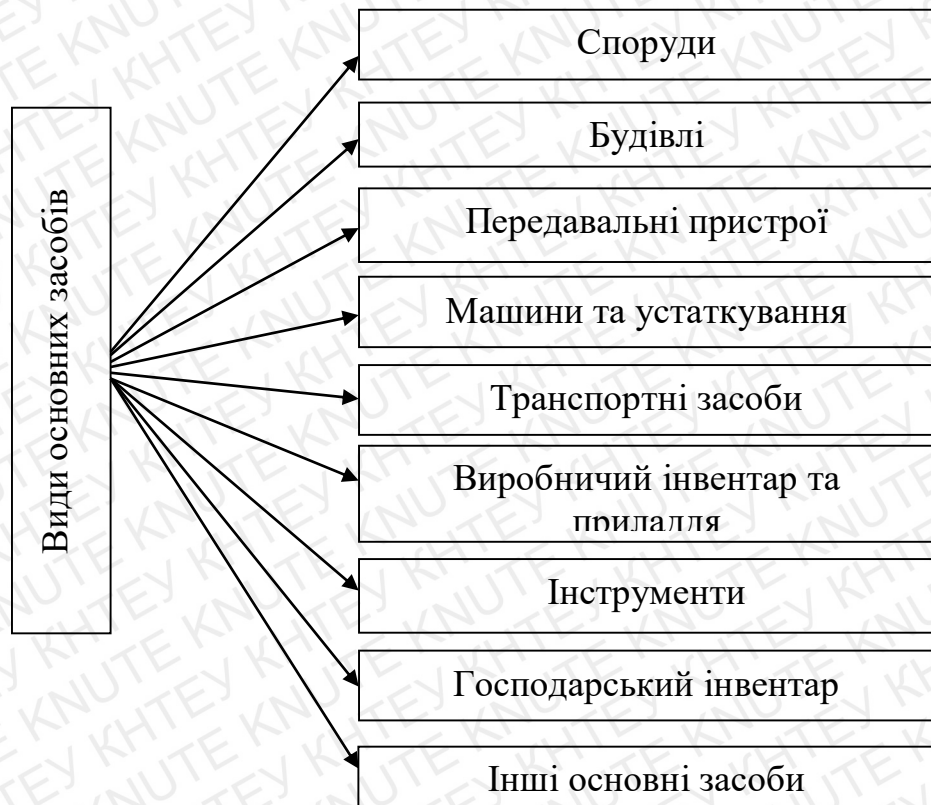 Види основних засобів
Споруди
Будівлі
Передавальні пристрої
Машини та устаткування
Транспортні засоби
Виробничий інвентар та
приладдя
Інструменти
Господарський інвентар
Інші основні засоби